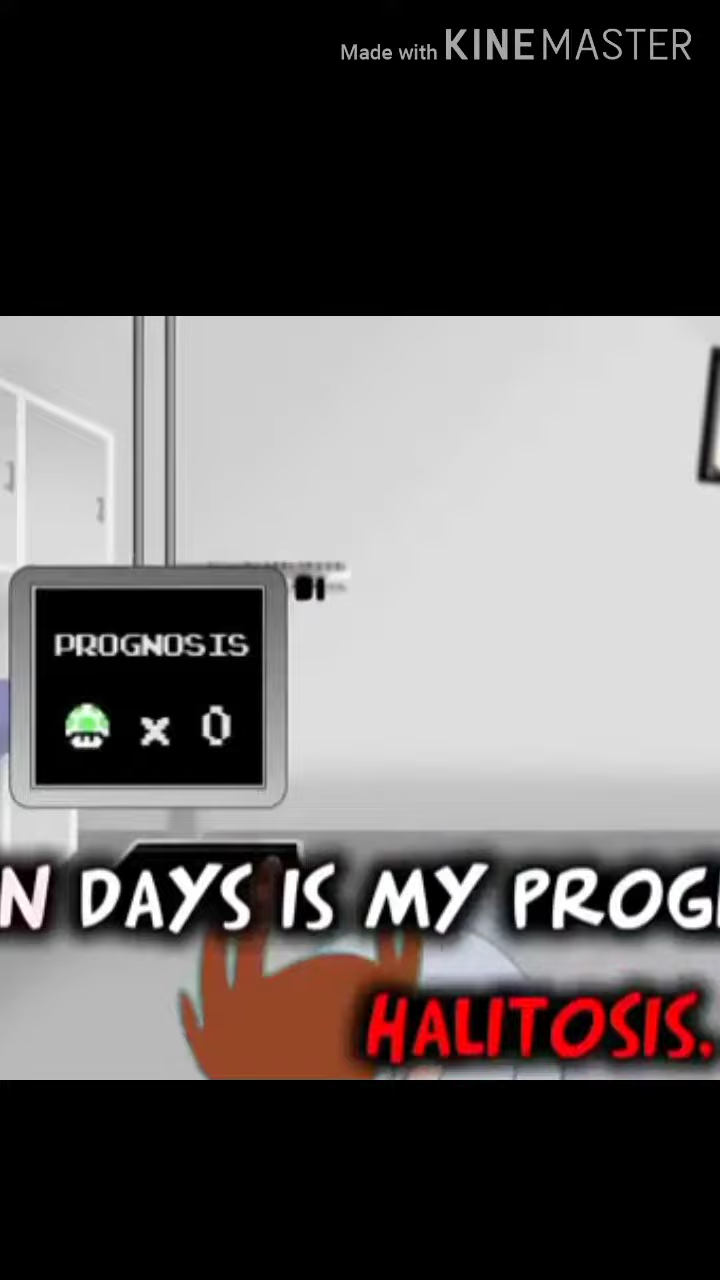 Made with KINEMASTER
PROGNOSIS
x 0
N DAYS IS MY PROG
HALITOSIS.